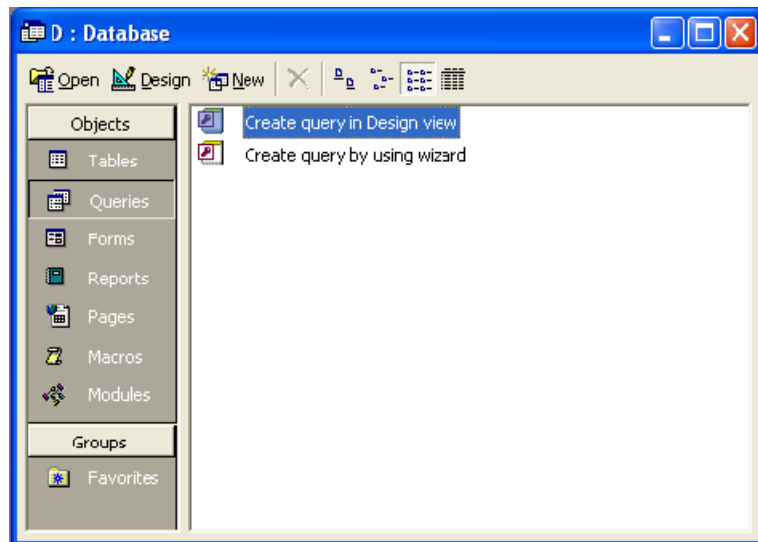 D : Database
Open Design New
Objects
Tables
Queries
Forms
Reports
Pages
Macros
Modules
Groups
Favorites
Create query in Design view
Create query by using wizard